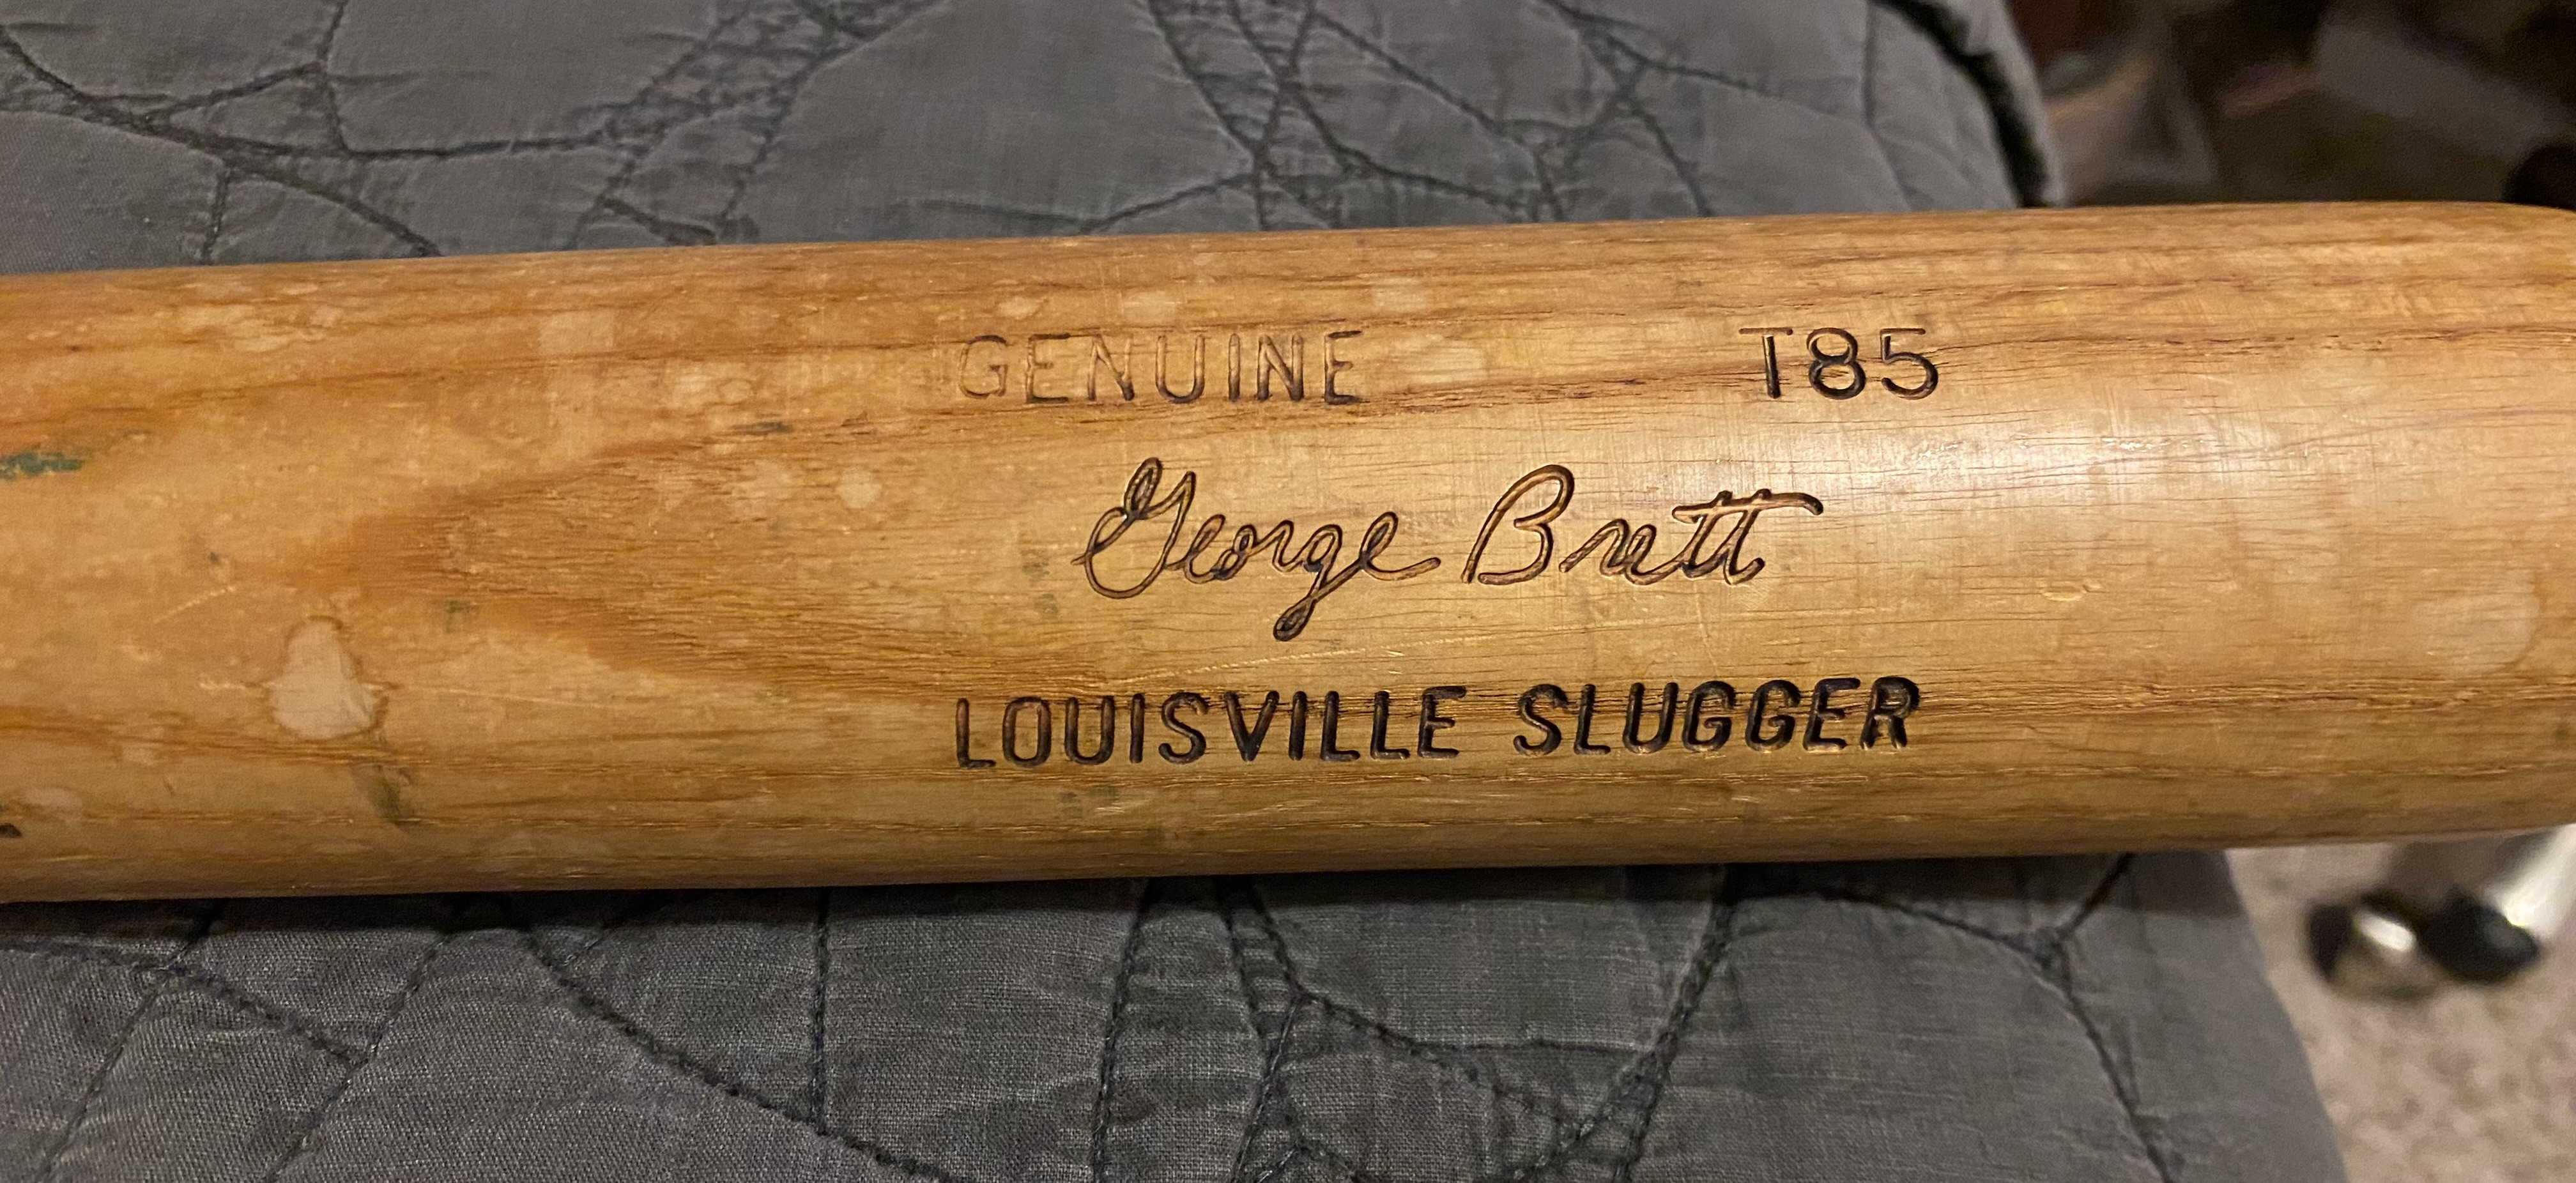 GENUINE T85
George Brett
LOUISVILLE SLUGGER